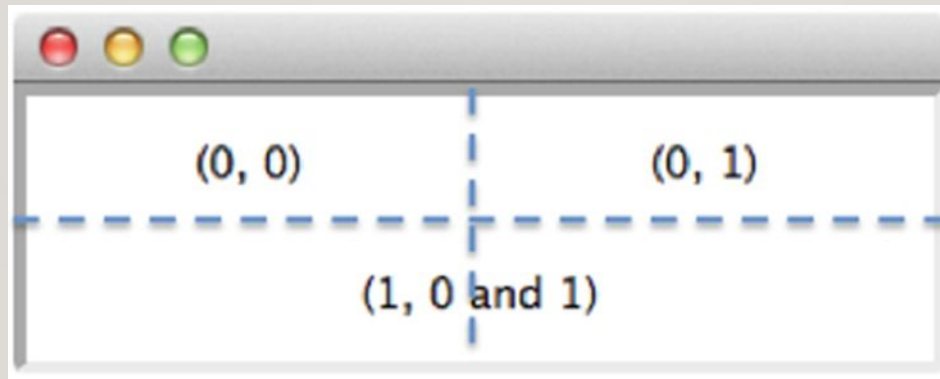 (0, 0) (0, 1)
(1, 0 and 1)